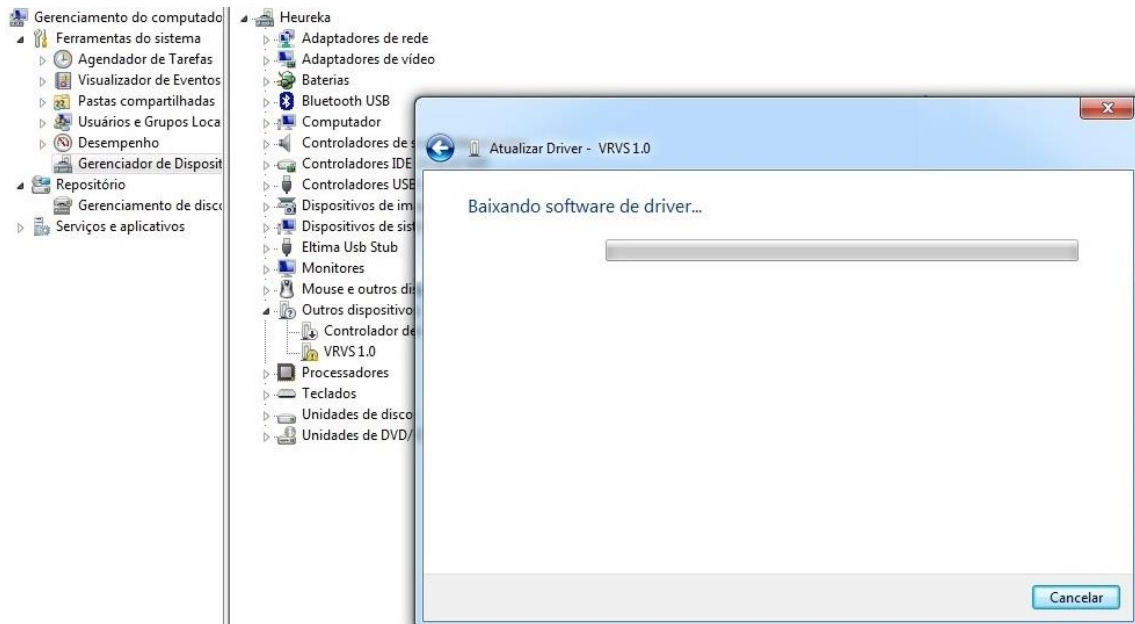 Gerenciamento do computado
Ferramentas do sistema
Agendador de Tarefas
Visualizador de Eventos
Pastas compartilhadas
Usuários e Grupos Loca
Desempenho
Gerenciador de Disposit
Repositório
Gerenciamento de disco
Serviços e aplicativos
Heureka
Adaptadores de rede
Adaptadores de vídeo
Baterias
Bluetooth USB
Computador
Controladores de s
Controladores IDE
Controladores USB
Dispositivos de im
Dispositivos de sist
Eltima Usb Stub
Monitores
Mouse e outros dis
Outros dispositivo
Controlador de
VRVS 1.0
Processadores
Teclados
Unidades de disco
Unidades de DVD/
Atualizar Driver - VRVS 1.0
Baixando software de driver...
Cancelar